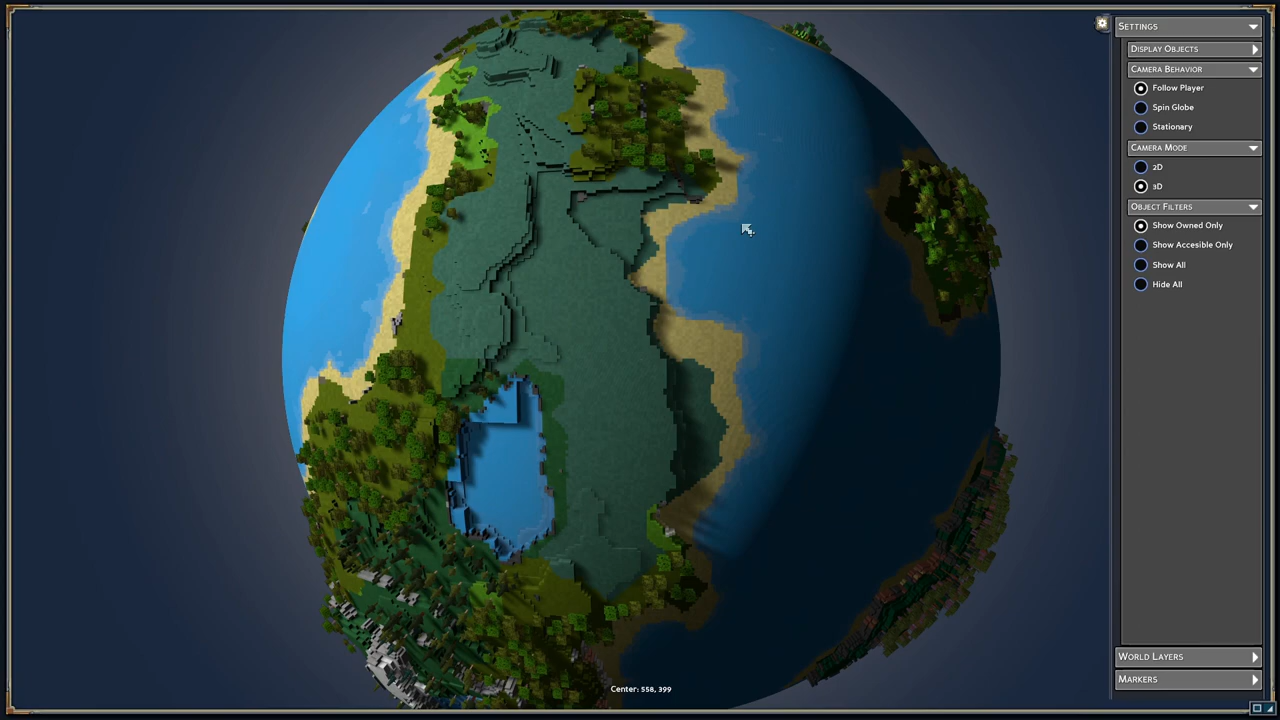 SETTINGS
DISPLAY OBJECTS
CAMERA BEHAVIOR
Follow Player
Spin Globe
Stationary
CAMERA MODE
2D
3D
OBJECT FILTERS
Show Owned Only
Show Accesible Only
Show All
Hide All
WORLD LAYERS
MARKERS
Center: 558, 399